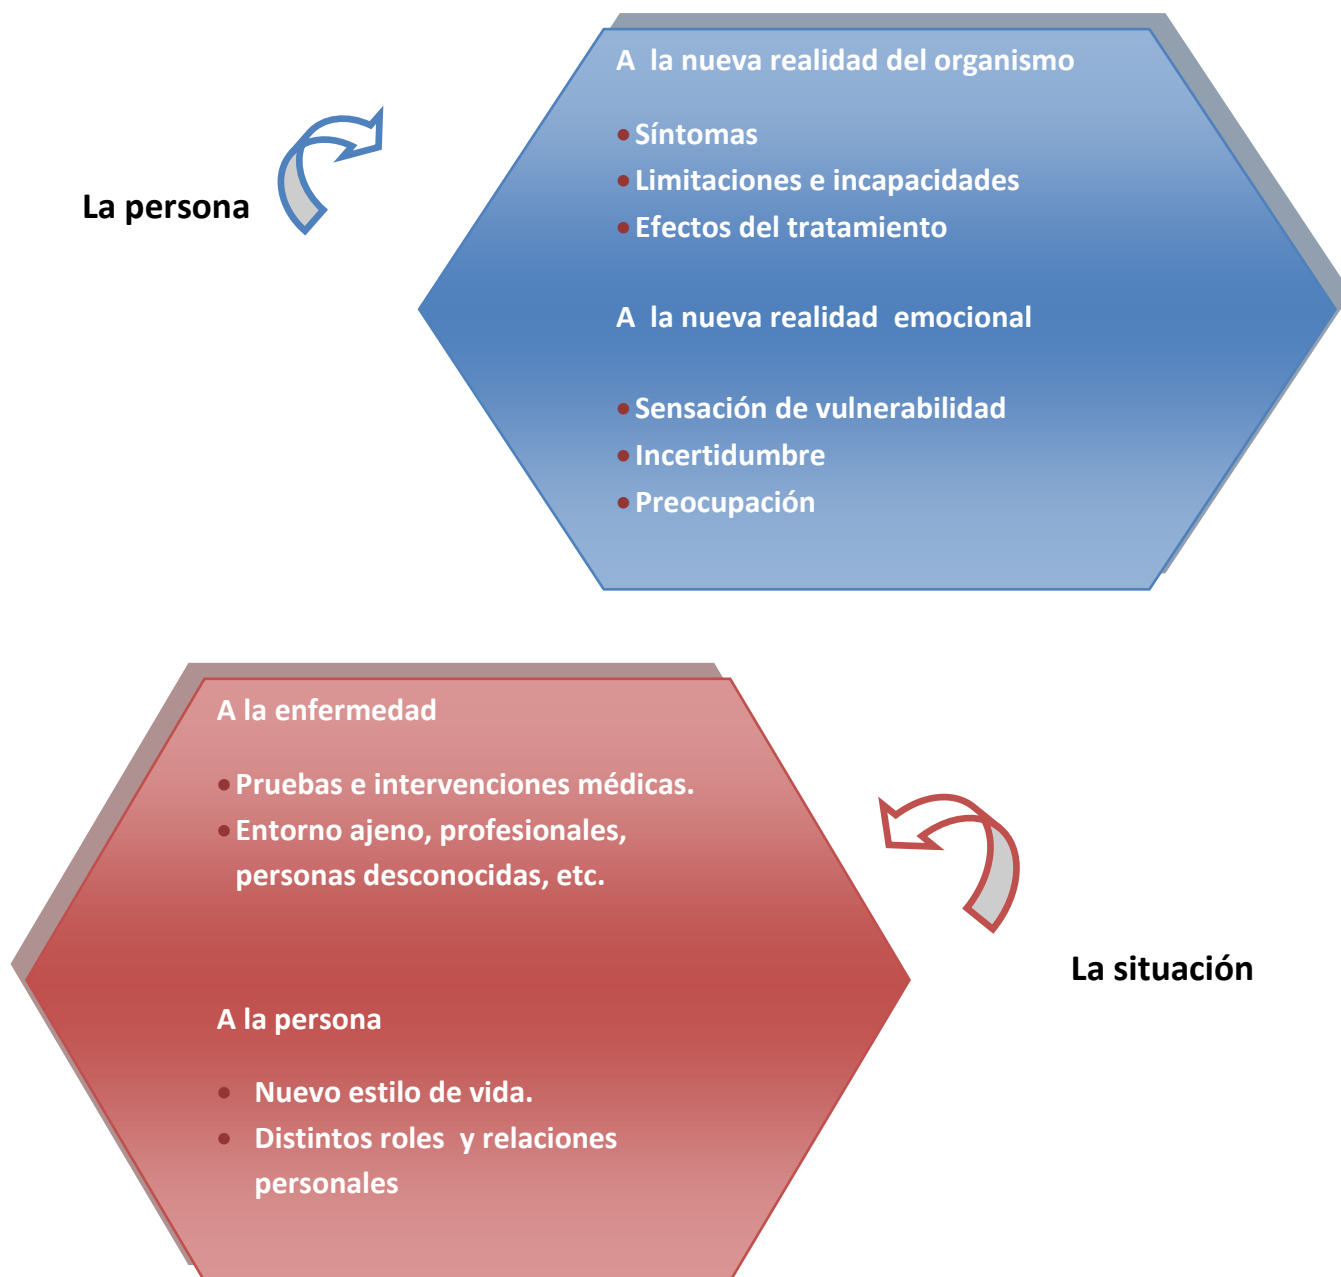 A  la nueva realidad del organismo
• Síntomas
• Limitaciones e incapacidades
• Efectos del tratamiento
La persona
A  la nueva realidad  emocional
• Sensación de vulnerabilidad
• Incertidumbre
• Preocupación
A la enfermedad
• Pruebas e intervenciones médicas.
• Entorno ajeno, profesionales,
personas desconocidas, etc.
La situación
A la persona
• Nuevo estilo de vida.
• Distintos roles  y relaciones
personales